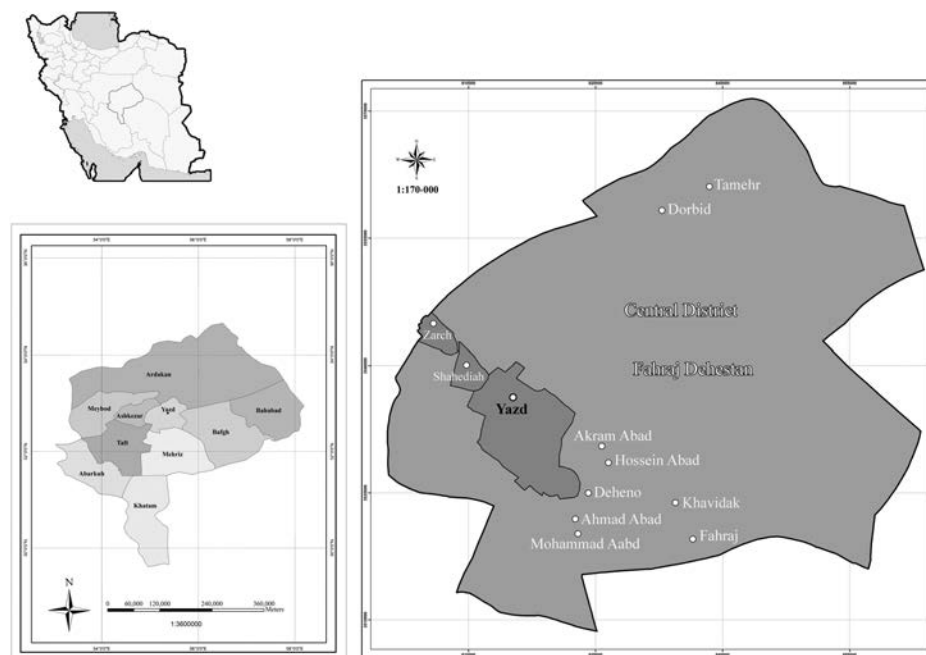 1:170-000
Tamehr
Dorbid
Central District
Zarch
Shahediah
Fahraj Dehestan
Yazd
Akram Abad
Hossein Abad
Deheno
Khavidak
Ahmad Abad
Mohammad Aabd
Fahraj
Ardakan
Meybod
Ashkezar
Yazd
Bahabad
Bafgh
Taft
Mehriz
Abarkuh
Khatam
N
0 60,000 120,000 240,000 360,000
Meters
1:3600000